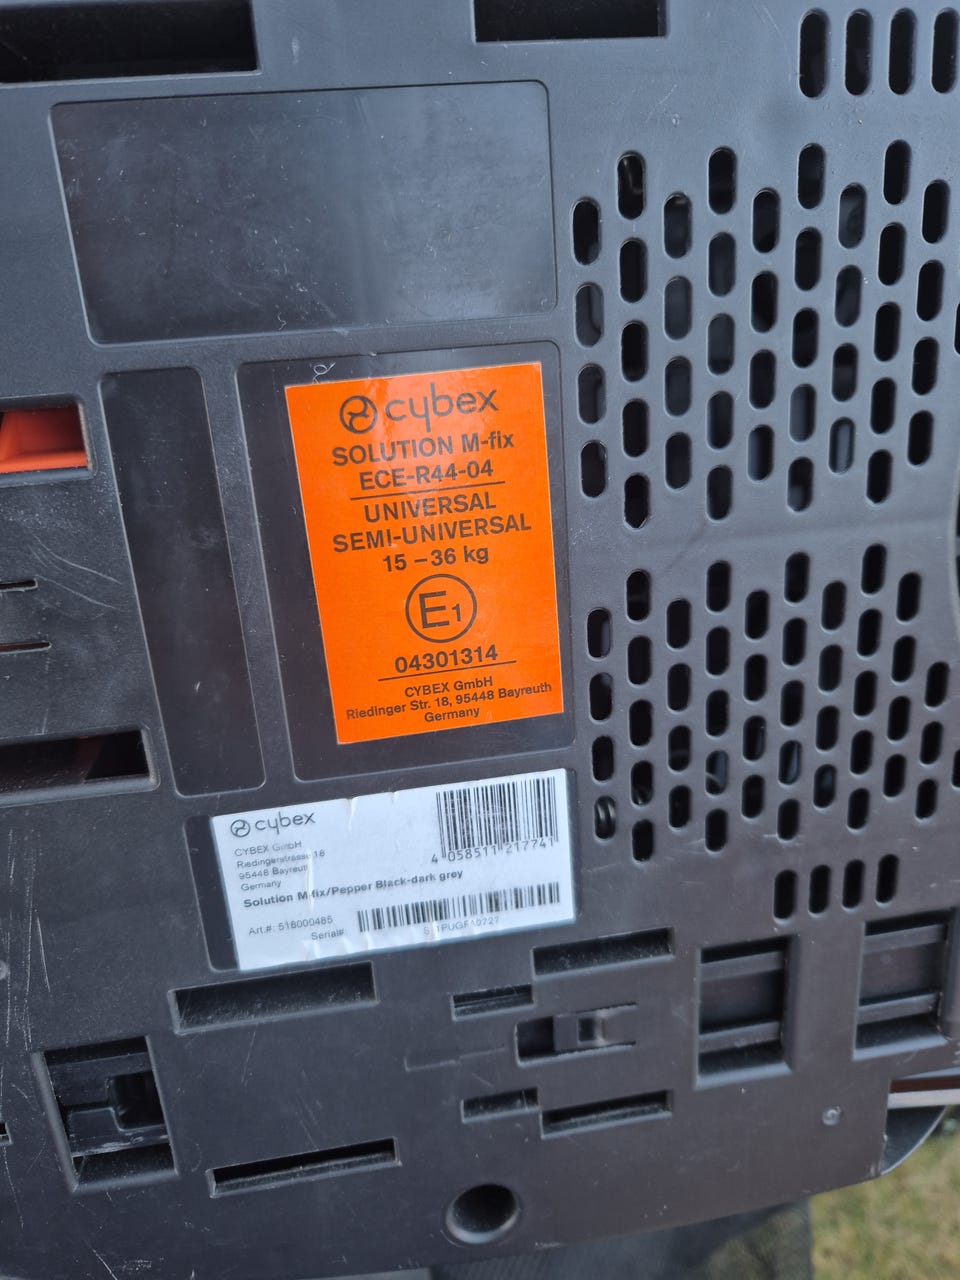 cybex
SOLUTION M-fix
ECE-R44-04
UNIVERSAL
SEMI-UNIVERSAL
15 – 36 kg
E1
04301314
CYBEX GmbH
Riedinger Str. 18, 95448 Bayreuth
Germany
cybex
CYBEX GmbH
Riedingerstrasse 18
95448 Bayreuth
Germany
4 058511 217741
Solution M-fix/Pepper Black-dark grey
Art.#: 518000485
Serial#: